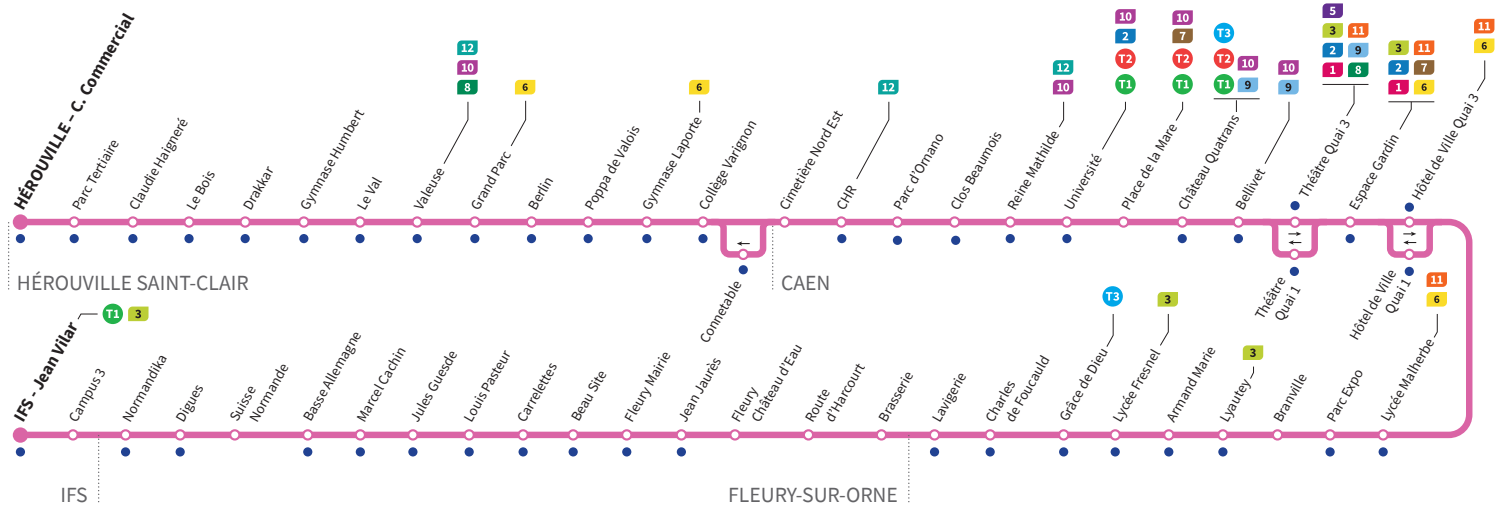 HÉROUVILLE – C. Commercial
Parc Tertiaire
Claudie Haigneré
Le Bois
Drakkar
Gymnase Humbert
Le Val
Valeuse
12
10
8
Grand Parc
6
Berlin
Poppa de Valois
Gymnase Laporte
6
Collège Varignon
Connetable
←
Cimetière Nord Est
CHR
12
Parc d'Ornano
Clos Beaumois
Reine Mathilde
12
10
Université
10
2
T2
T1
Place de la Mare
10
7
T2
T1
Château Quatrans
T3
T2 10
T1 9
Bellivet
10
9
Théâtre Quai 3
5
3 11
2 9
1 8
→
←
Théâtre
Quai 1
Espace Gardin
3 11
2 7
1 6
Hôtel de Ville Quai 3
11
6
→
←
Hôtel de Ville
Quai 1
HÉROUVILLE SAINT-CLAIR
CAEN
IFS - Jean Vilar
T1 3
Campus 3
Normandika
Digues
Suisse
Normande
Basse Allemagne
Marcel Cachin
Jules Guesde
Louis Pasteur
Carrelettes
Beau Site
Fleury Mairie
Jean Jaurès
Fleury
Château d'Eau
Route
d'Harcourt
Brasserie
Lavigerie
Charles
de Foucauld
Grâce de Dieu
T3
Lycée Fresnel
3
Armand Marie
Lyautey
3
Branville
Parc Expo
Lycée Malherbe
11
6
IFS
FLEURY-SUR-ORNE